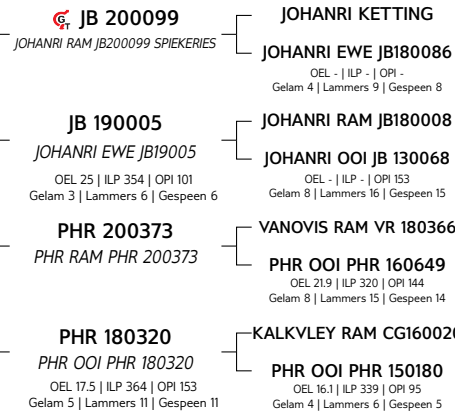 GT JB 200099
JOHANRI RAM JB200099 SPIEKERIES
JOHANRI KETTING
JOHANRI EWE JB180086
OEL - | ILP - | OPI -
Gelam 4 | Lammers 9 | Gespeen 8
JB 190005
JOHANRI EWE JB19005
OEL 25 | ILP 354 | OPI 101
Gelam 3 | Lammers 6 | Gespeen 6
JOHANRI RAM JB180008
JOHANRI OOI JB 130068
OEL - | ILP - | OPI 153
Gelam 8 | Lammers 16 | Gespeen 15
PHR 200373
PHR RAM PHR 200373
VANOVIS RAM VR 180366
PHR OOI PHR 160649
OEL 21.9 | ILP 320 | OPI 144
Gelam 8 | Lammers 15 | Gespeen 14
PHR 180320
PHR OOI PHR 180320
OEL 17.5 | ILP 364 | OPI 153
Gelam 5 | Lammers 11 | Gespeen 11
KALKVLEY RAM
PHR OOI PHR 150180
OEL 16.1 | ILP 339 | OPI 95
Gelam 4 | Lammers 6 | Gespeen 5